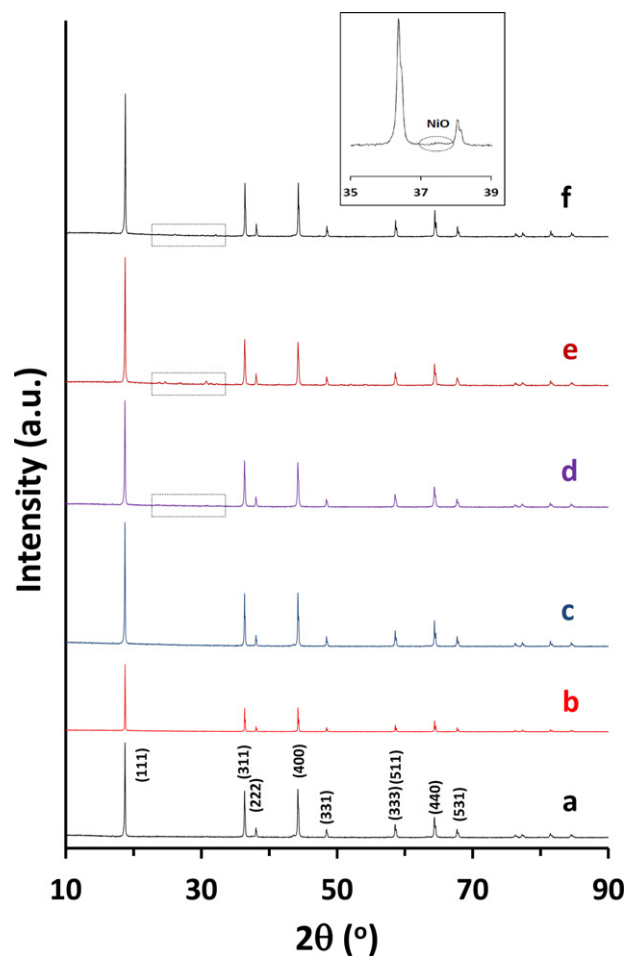 NiO
35 37 39
f
e
d
c
b
(111) (311) (222) (400) (331) (333) (511) (440) (531)
a
Intensity (a.u.)
10 30 50 70 90
2θ (°)